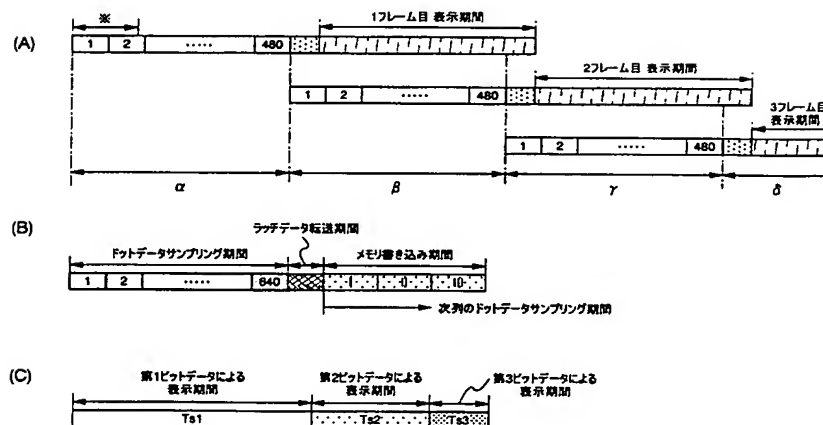 (A)
※
1フレーム目 表示期間
1 2 ····· 480
2フレーム目 表示期間
1 2 ····· 480
3フレーム目
表示期間
1 2 ····· 480
α β γ δ
(B)
ラッチデータ転送期間
ドットデータサンプリング期間 メモリ書き込み期間
1 2 ····· 640 I II III
次列のドットデータサンプリング期間
(C)
第1ビットデータによる
表示期間
第2ビットデータによる
表示期間
第3ビットデータによる
表示期間
Ts1 Ts2 Ts3